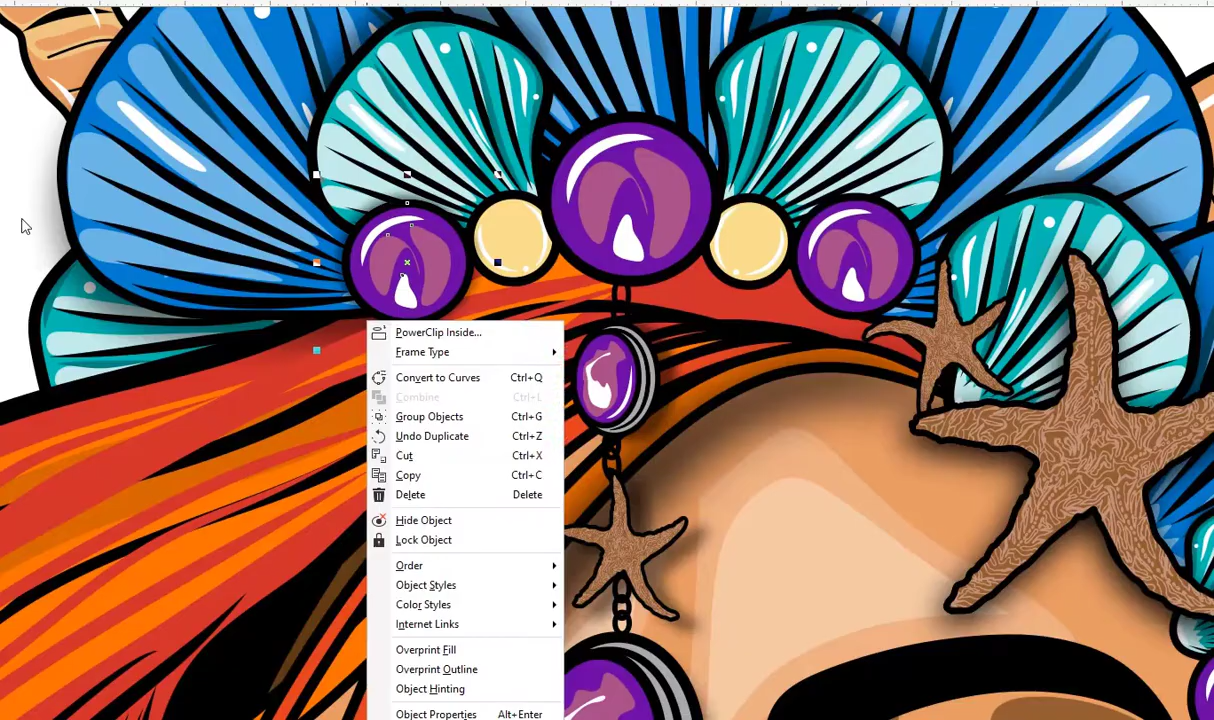 PowerClip Inside...
Frame Type
Convert to Curves Ctrl+Q
Combine Ctrl+L
Group Objects Ctrl+G
Undo Duplicate Ctrl+Z
Cut Ctrl+X
Copy Ctrl+C
Delete Delete
Hide Object
Lock Object
Order
Object Styles
Color Styles
Internet Links
Overprint Fill
Overprint Outline
Object Hinting
Object Properties Alt+Enter